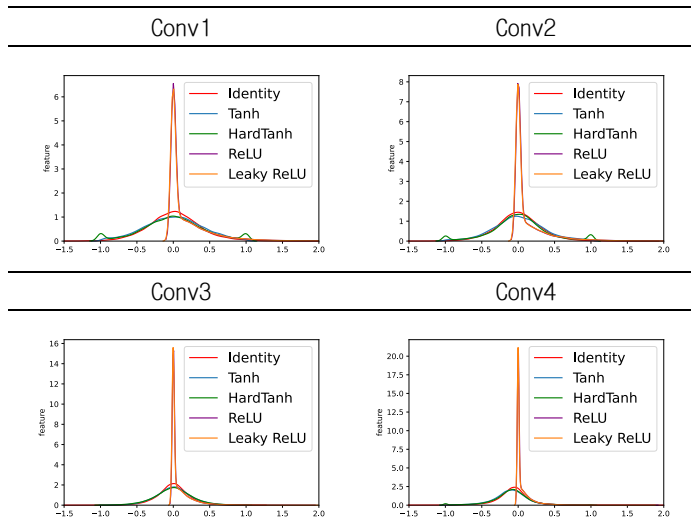 Conv1 Conv2
Identity
Tanh
HardTanh
ReLU
Leaky ReLU
feature
6
5
4
3
2
1
0
−1.5 −1.0 −0.5 0.0 0.5 1.0 1.5 2.0
Identity
Tanh
HardTanh
ReLU
Leaky ReLU
feature
8
7
6
5
4
3
2
1
0
−1.5 −1.0 −0.5 0.0 0.5 1.0 1.5 2.0
Conv3 Conv4
Identity
Tanh
HardTanh
ReLU
Leaky ReLU
feature
16
14
12
10
8
6
4
2
0
−1.5 −1.0 −0.5 0.0 0.5 1.0 1.5 2.0
Identity
Tanh
HardTanh
ReLU
Leaky ReLU
feature
20.0
17.5
15.0
12.5
10.0
7.5
5.0
2.5
0.0
−1.5 −1.0 −0.5 0.0 0.5 1.0 1.5 2.0